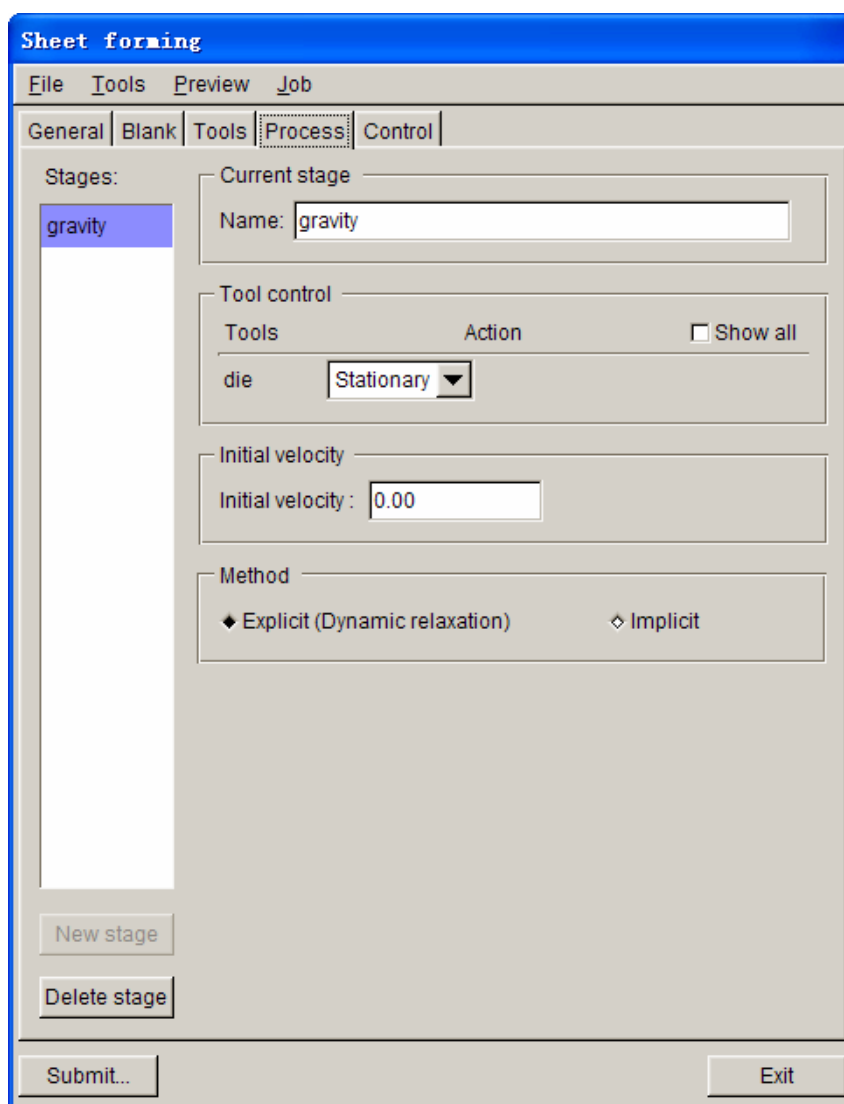 Sheet forming
File Tools Preview Job
General Blank Tools Process Control
Stages:
gravity
New stage
Delete stage
Current stage
Name: gravity
Tool control
Tools Action Show all
die Stationary
Initial velocity
Initial velocity : 0.00
Method
Explicit (Dynamic relaxation) Implicit
Submit... Exit